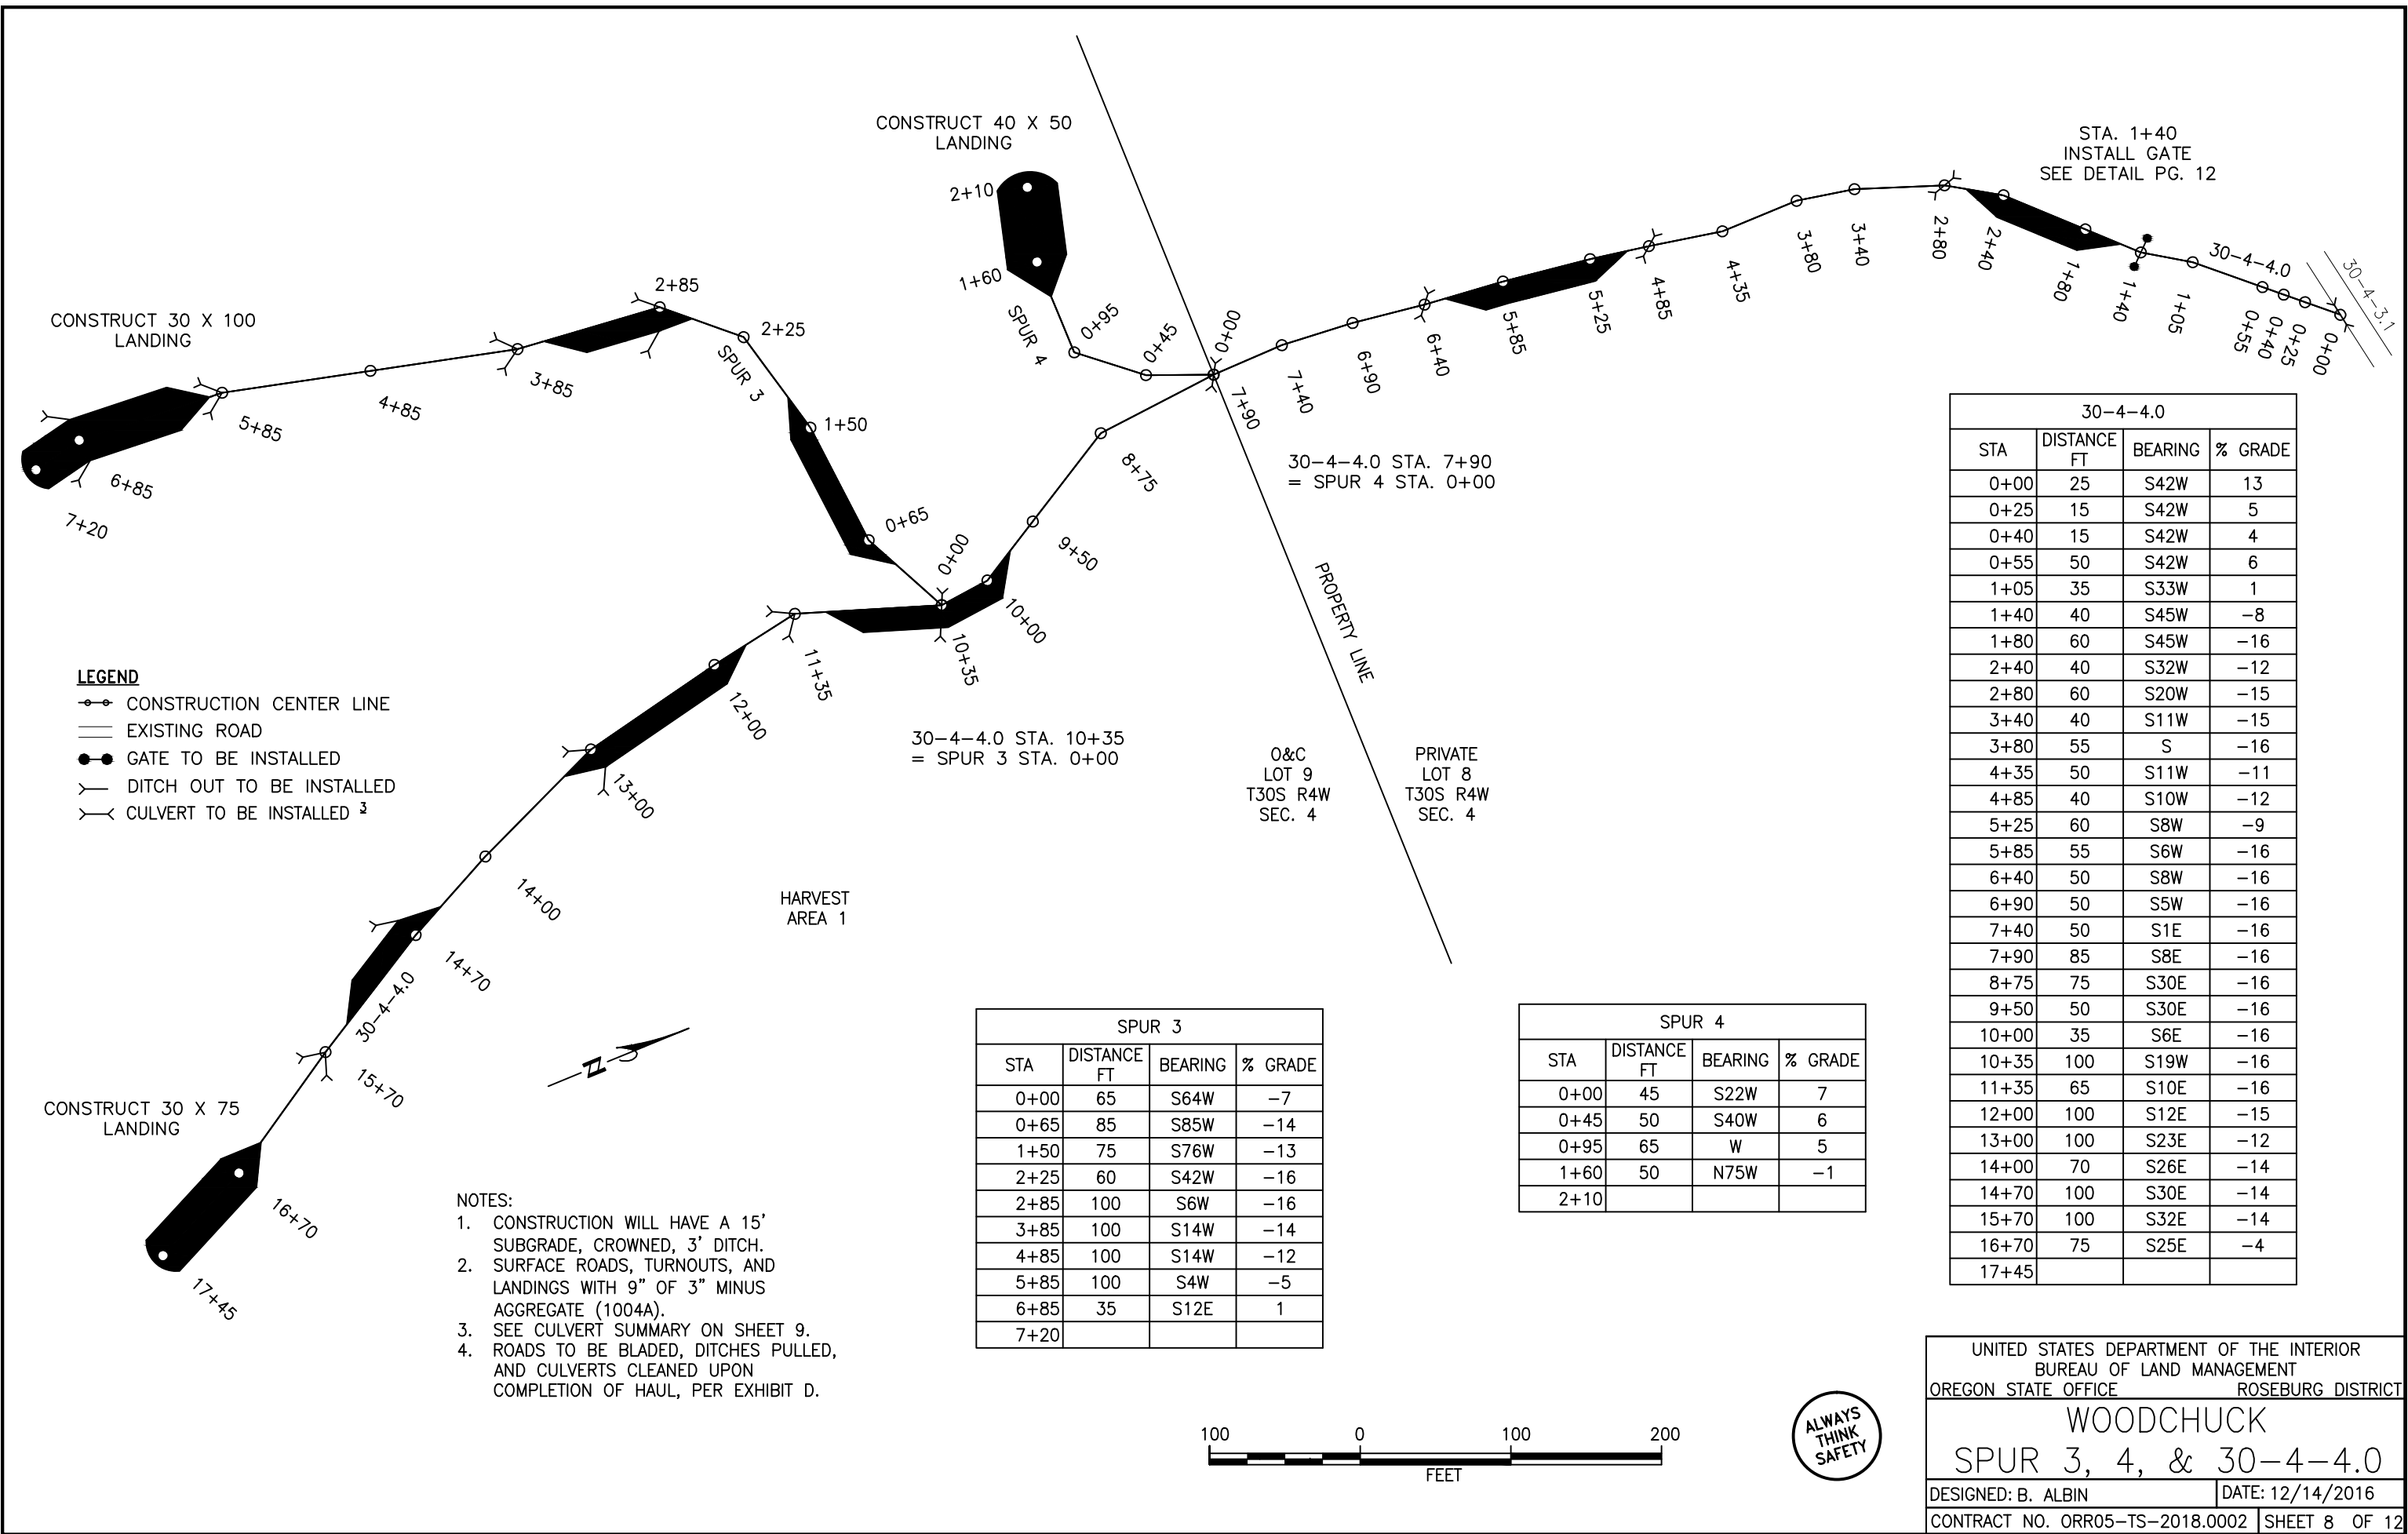 CONSTRUCT 40 X 50
LANDING
2+10
1+60
SPUR 4
0+95
0+45
0+00
STA. 1+40
INSTALL GATE
SEE DETAIL PG. 12
30-4-4.0
30-4-3.1
0+00
0+25
0+40
0+55
1+05
1+40
1+80
2+40
2+80
3+40
3+80
4+35
4+85
5+25
5+85
6+40
6+90
7+40
7+90
30-4-4.0 STA. 7+90
= SPUR 4 STA. 0+00
CONSTRUCT 30 X 100
LANDING
2+85
2+25
SPUR 3
1+50
0+65
0+00
3+85
4+85
5+85
6+85
7+20
8+75
9+50
10+00
10+35
11+35
12+00
13+00
14+00
14+70
30-4-4.0
15+70
16+70
17+45
30-4-4.0 STA. 10+35
= SPUR 3 STA. 0+00
PROPERTY LINE
O&C
LOT 9
T30S R4W
SEC. 4
PRIVATE
LOT 8
T30S R4W
SEC. 4
HARVEST
AREA 1
LEGEND
CONSTRUCTION CENTER LINE
EXISTING ROAD
GATE TO BE INSTALLED
DITCH OUT TO BE INSTALLED
CULVERT TO BE INSTALLED 3
CONSTRUCT 30 X 75
LANDING
N
NOTES:
1. CONSTRUCTION WILL HAVE A 15'
SUBGRADE, CROWNED, 3' DITCH.
2. SURFACE ROADS, TURNOUTS, AND
LANDINGS WITH 9" OF 3" MINUS
AGGREGATE (1004A).
3. SEE CULVERT SUMMARY ON SHEET 9.
4. ROADS TO BE BLADED, DITCHES PULLED,
AND CULVERTS CLEANED UPON
COMPLETION OF HAUL, PER EXHIBIT D.
SPUR 3
STA DISTANCE FT BEARING % GRADE
0+00 65 S64W -7
0+65 85 S85W -14
1+50 75 S76W -13
2+25 60 S42W -16
2+85 100 S6W -16
3+85 100 S14W -14
4+85 100 S14W -12
5+85 100 S4W -5
6+85 35 S12E 1
7+20
SPUR 4
STA DISTANCE FT BEARING % GRADE
0+00 45 S22W 7
0+45 50 S40W 6
0+95 65 W 5
1+60 50 N75W -1
2+10
30-4-4.0
STA DISTANCE FT BEARING % GRADE
0+00 25 S42W 13
0+25 15 S42W 5
0+40 15 S42W 4
0+55 50 S42W 6
1+05 35 S33W 1
1+40 40 S45W -8
1+80 60 S45W -16
2+40 40 S32W -12
2+80 60 S20W -15
3+40 40 S11W -15
3+80 55 S -16
4+35 50 S11W -11
4+85 40 S10W -12
5+25 60 S8W -9
5+85 55 S6W -16
6+40 50 S8W -16
6+90 50 S5W -16
7+40 50 S1E -16
7+90 85 S8E -16
8+75 75 S30E -16
9+50 50 S30E -16
10+00 35 S6E -16
10+35 100 S19W -16
11+35 65 S10E -16
12+00 100 S12E -15
13+00 100 S23E -12
14+00 70 S26E -14
14+70 100 S30E -14
15+70 100 S32E -14
16+70 75 S25E -4
17+45
100 0 100 200
FEET
ALWAYS
THINK
SAFETY
UNITED STATES DEPARTMENT OF THE INTERIOR
BUREAU OF LAND MANAGEMENT
OREGON STATE OFFICE ROSEBURG DISTRICT
WOODCHUCK
SPUR 3, 4, & 30-4-4.0
DESIGNED: B. ALBIN DATE: 12/14/2016
CONTRACT NO. ORR05-TS-2018.0002 SHEET 8 OF 12